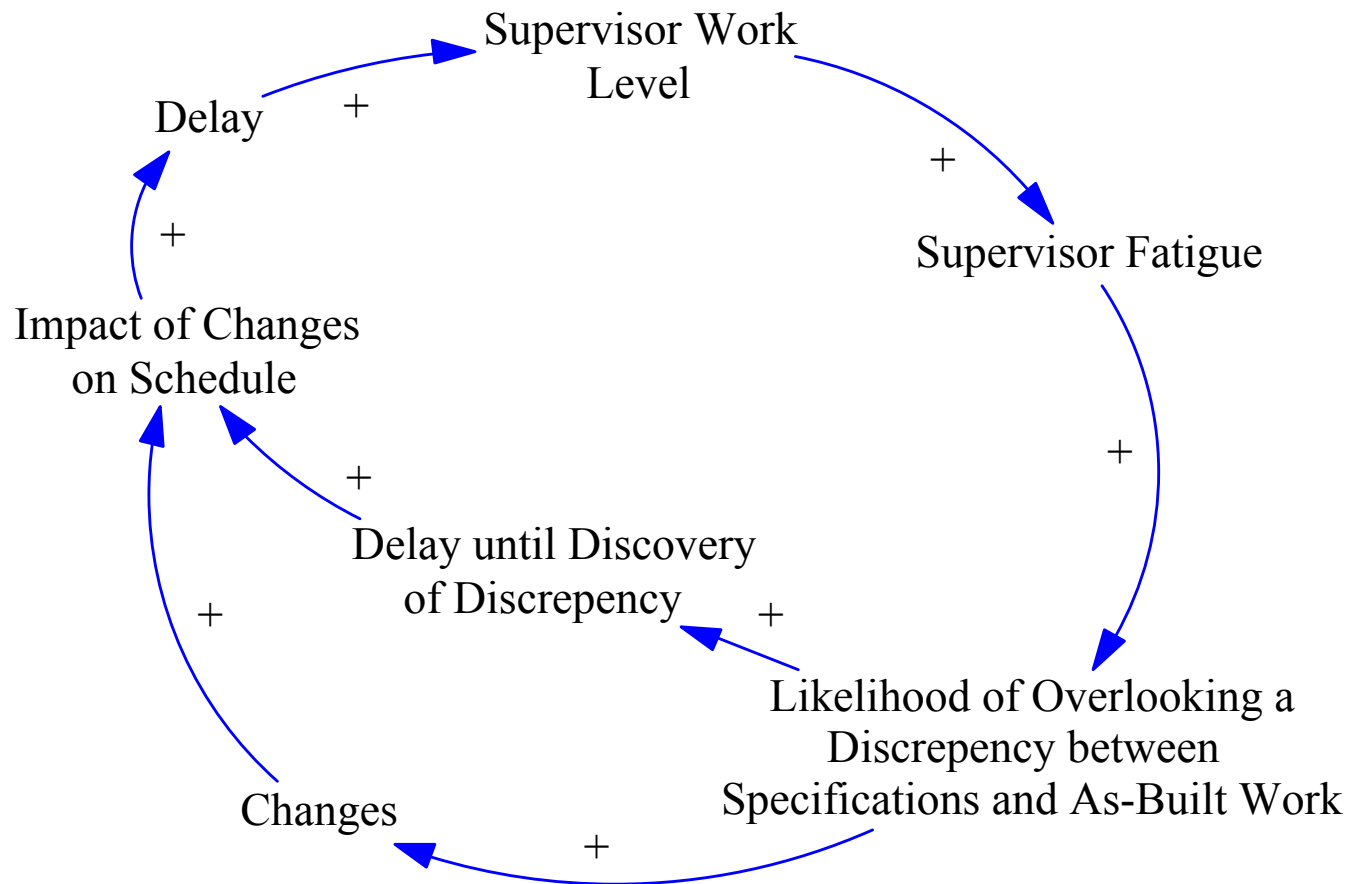 Supervisor Work
Level
+
Delay
+
Supervisor Fatigue
+
Impact of Changes
on Schedule
+
+
Delay until Discovery
of Discrepency
+
+
Likelihood of Overlooking a
Discrepency between
Specifications and As-Built Work
Changes
+
+